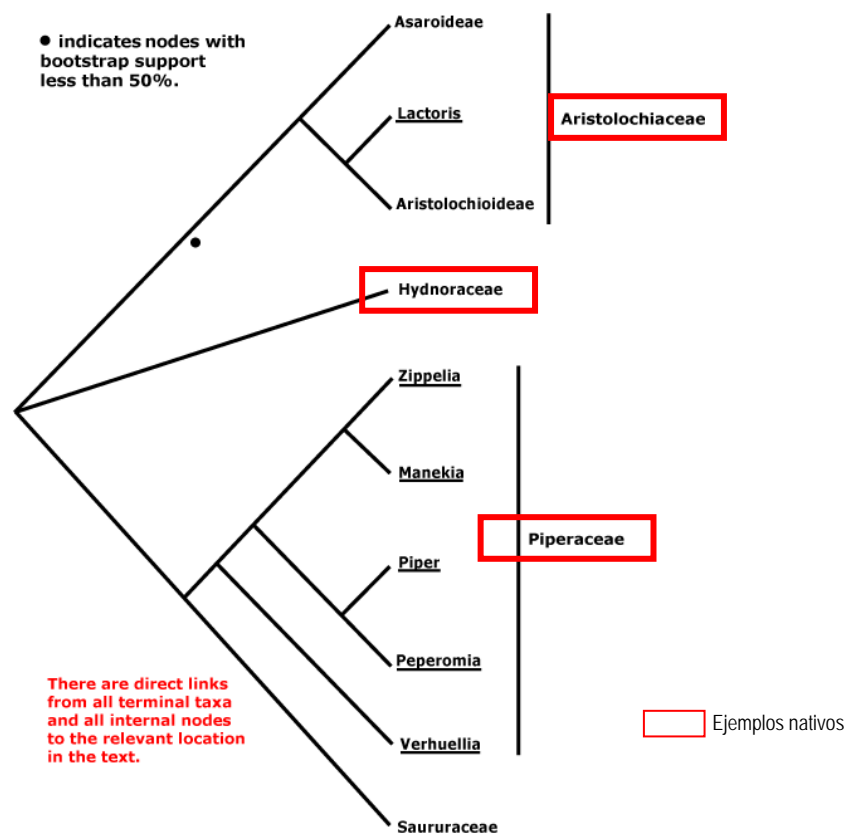 ● indicates nodes with
bootstrap support
less than 50%.
Asaroideae
Lactoris
Aristolochiaceae
Aristolochioideae
Hydnoraceae
Zippelia
Manekia
Piperaceae
Piper
Peperomia
Verhuellia
Saururaceae
There are direct links
from all terminal taxa
and all internal nodes
to the relevant location
in the text.
Ejemplos nativos